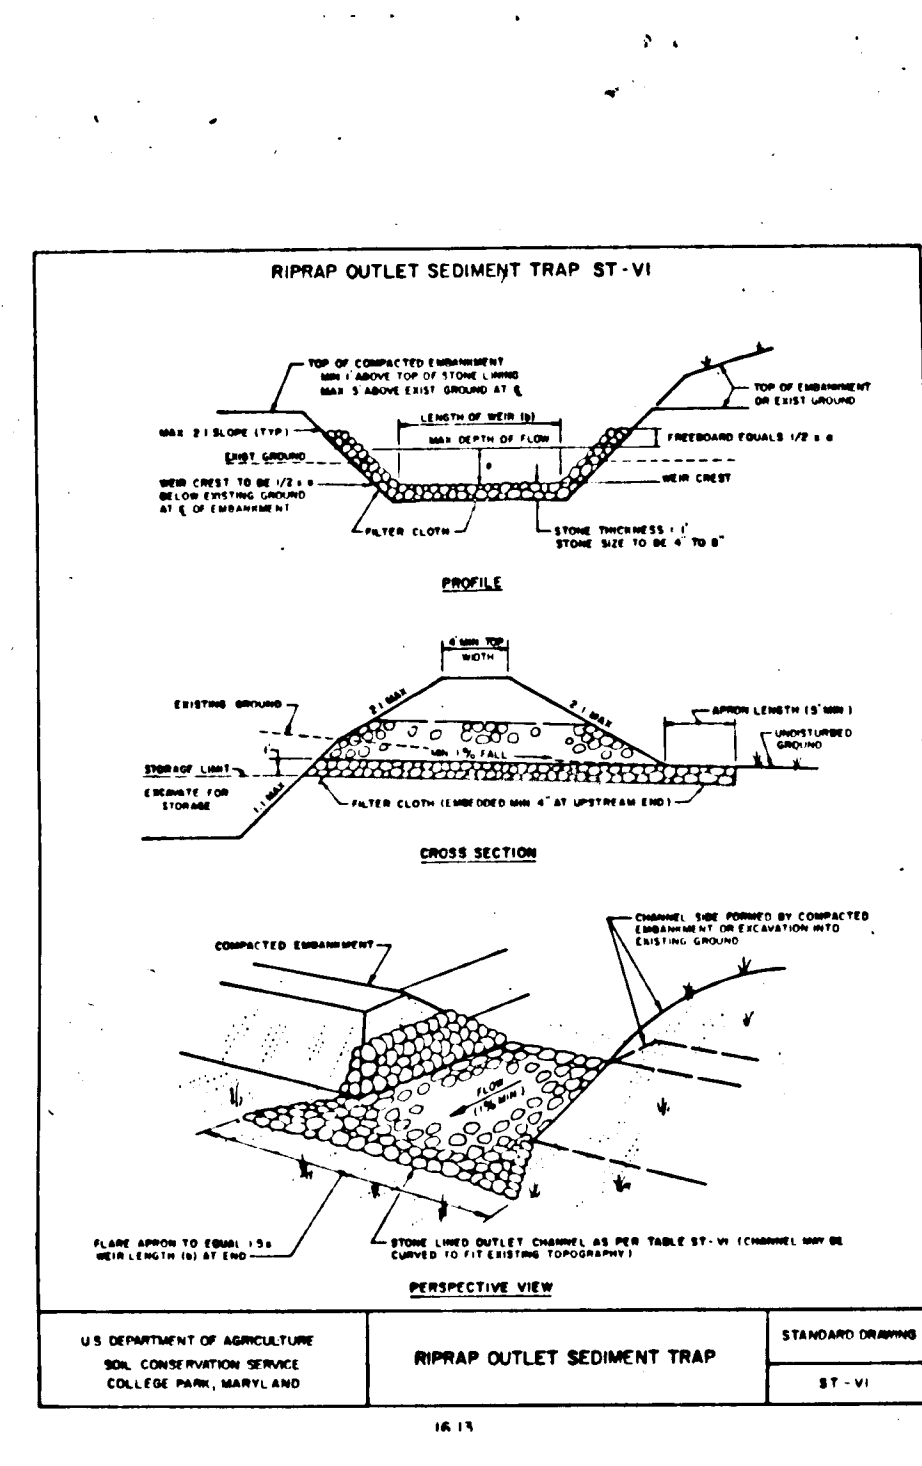 RIPRAP OUTLET SEDIMENT TRAP ST-VI
TOP OF COMPACTED EMBANKMENT
MIN 1' ABOVE TOP OF STONE LINING
MAX 5' ABOVE EXIST GROUND AT ℄
TOP OF EMBANKMENT
OR EXIST GROUND
LENGTH OF WEIR (b)
MAX 2:1 SLOPE (TYP)
MAX DEPTH OF FLOW
FREEBOARD EQUALS 1/2 x a
EXIST GROUND
a
WEIR CREST TO BE 1/2 x a
BELOW EXISTING GROUND
AT ℄ OF EMBANKMENT
WEIR CREST
FILTER CLOTH
STONE THICKNESS : 1'
STONE SIZE TO BE 4" TO 8"
PROFILE
4' MIN TOP
WIDTH
2:1 MAX
2:1 MAX
EXISTING GROUND
APRON LENGTH (5' MIN)
UNDISTURBED
GROUND
1'
MIN 1% FALL
STORAGE LIMIT
EXCAVATE FOR
STORAGE
1:1 MAX
FILTER CLOTH (EMBEDDED MIN 4" AT UPSTREAM END)
CROSS SECTION
CHANNEL SIDE FORMED BY COMPACTED
EMBANKMENT OR EXCAVATION INTO
EXISTING GROUND
COMPACTED EMBANKMENT
FLOW
(1% MIN.)
FLARE APRON TO EQUAL 1.5x
WEIR LENGTH (b) AT END
STONE LINED OUTLET CHANNEL AS PER TABLE ST-VI (CHANNEL MAY BE
CURVED TO FIT EXISTING TOPOGRAPHY)
PERSPECTIVE VIEW
U.S DEPARTMENT OF AGRICULTURE
SOIL CONSERVATION SERVICE
COLLEGE PARK, MARYLAND
RIPRAP OUTLET SEDIMENT TRAP
STANDARD DRAWING
ST-VI
16.13